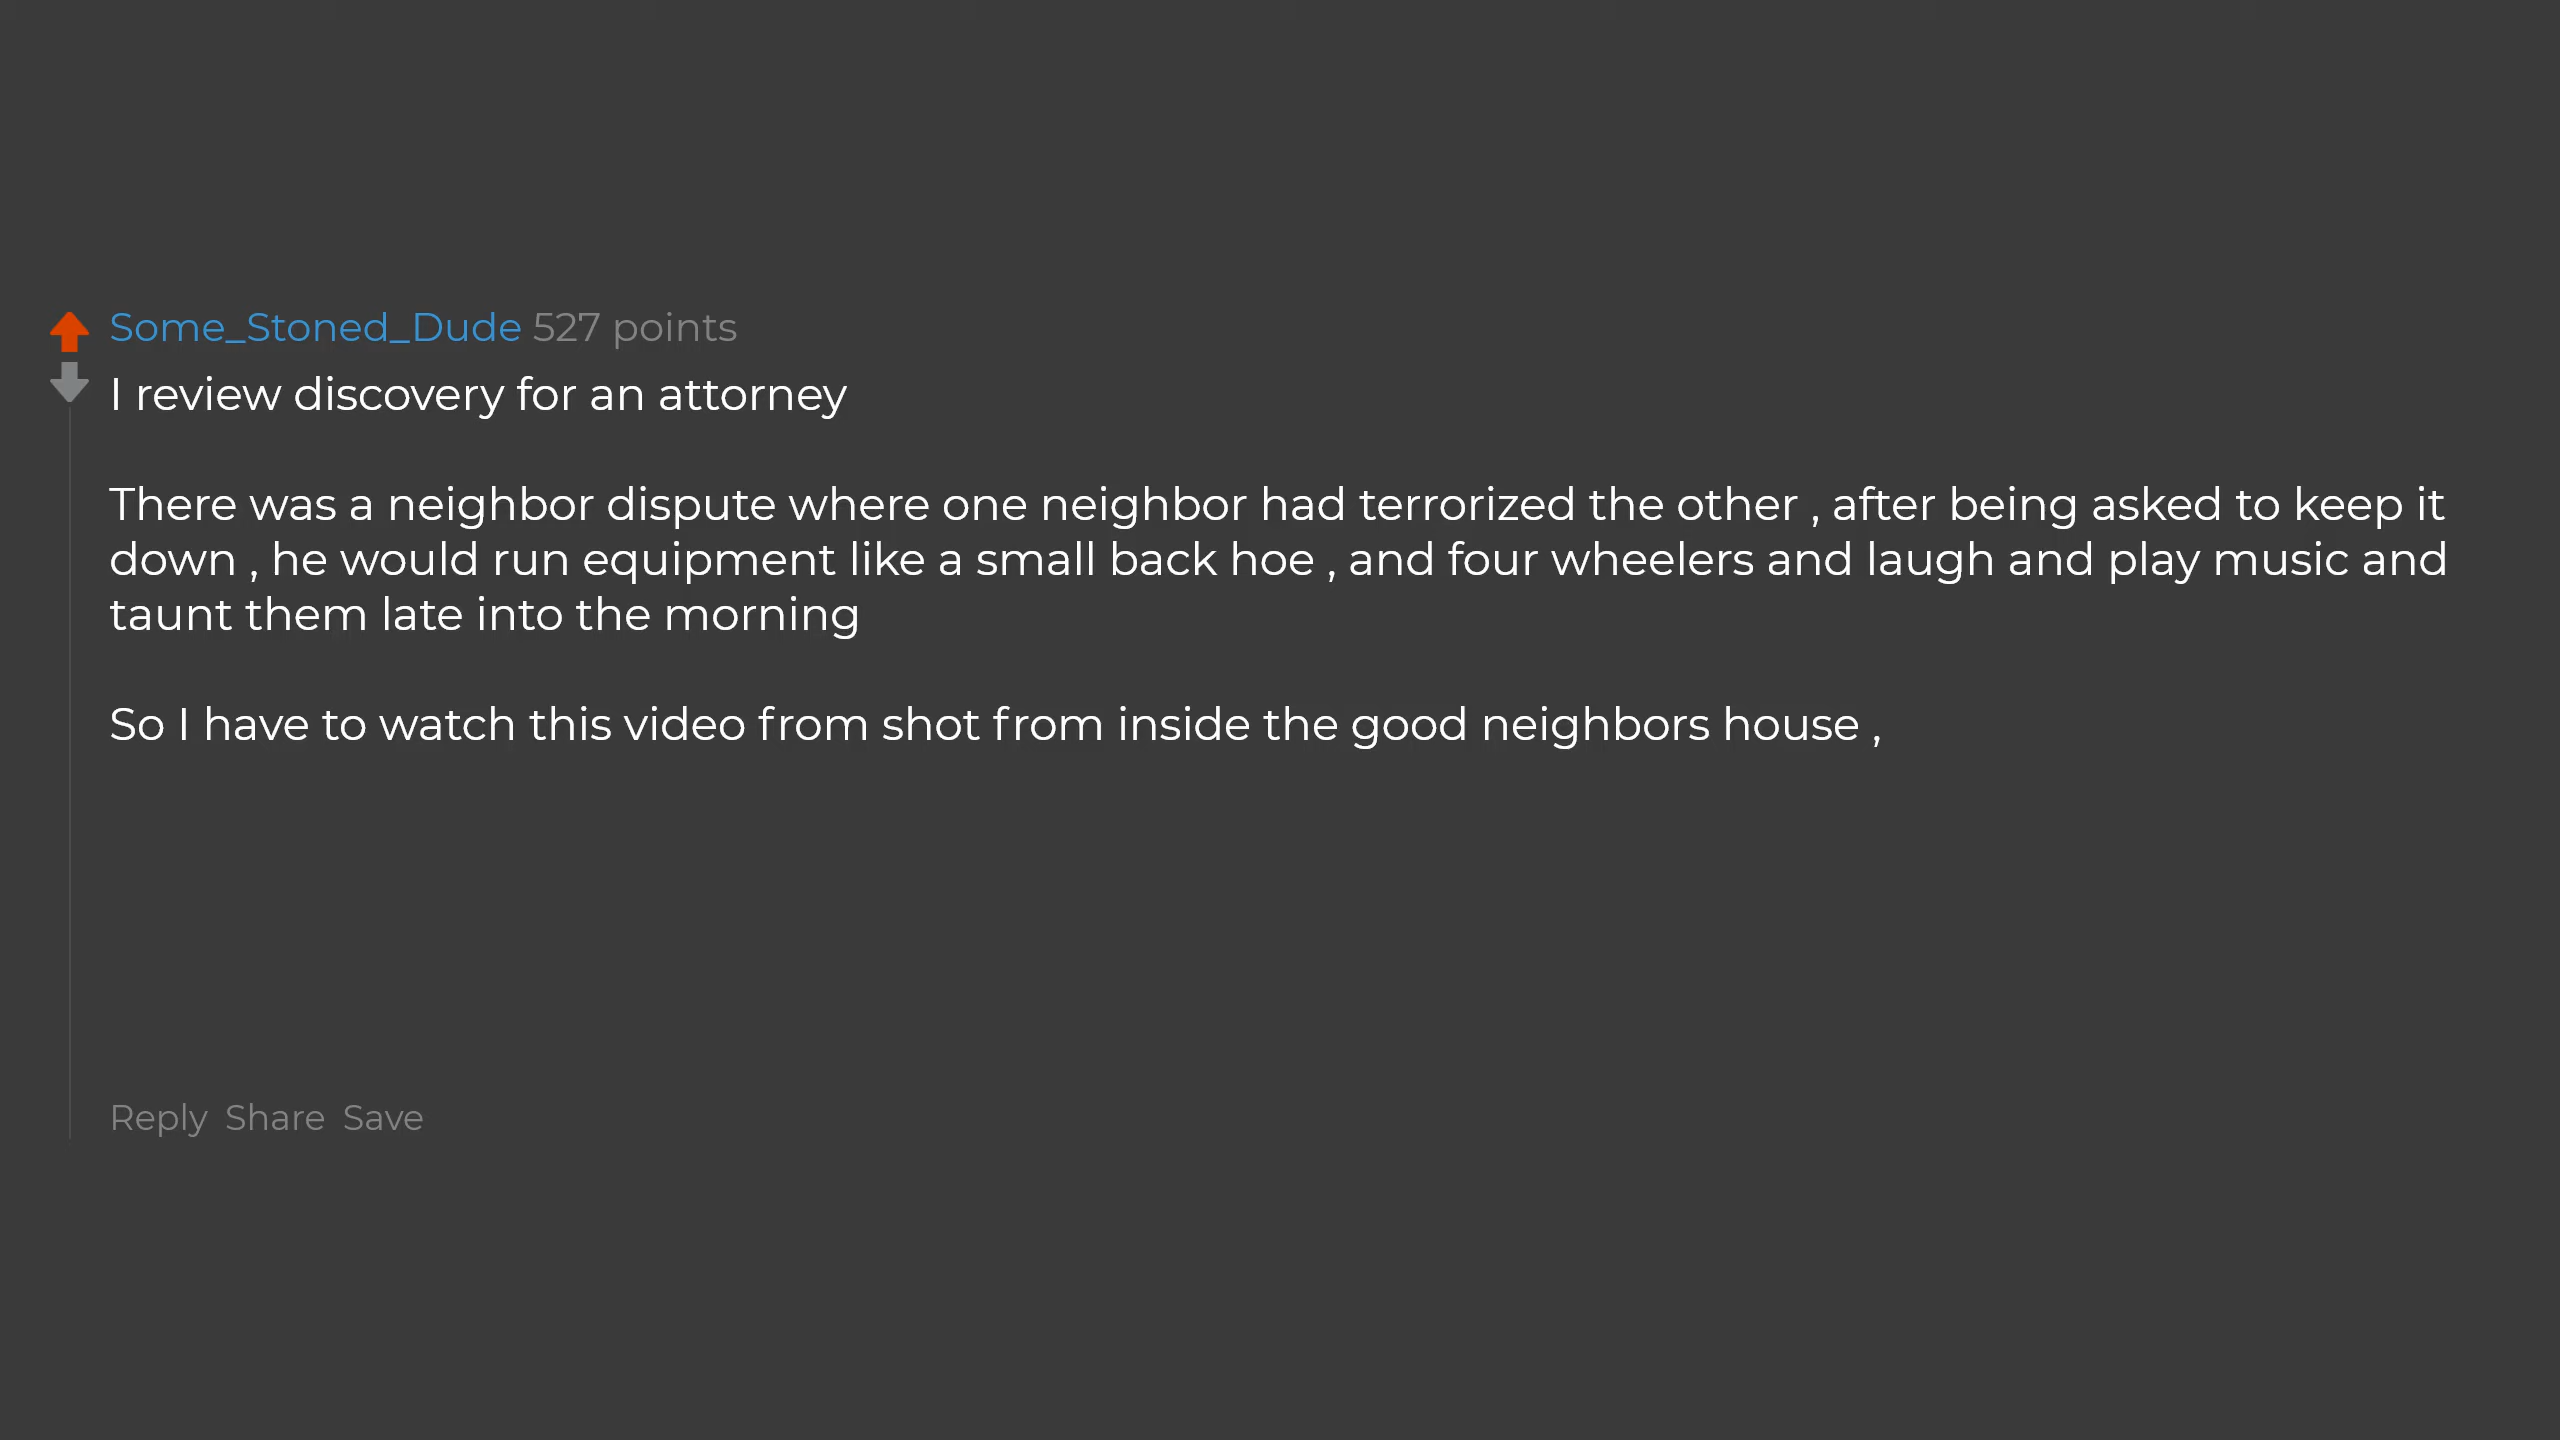 Some_Stoned_Dude 527 points
I review discovery for an attorney
There was a neighbor dispute where one neighbor had terrorized the other , after being asked to keep it
down , he would run equipment like a small back hoe , and four wheelers and laugh and play music and
taunt them late into the morning
So I have to watch this video from shot from inside the good neighbors house ,
Reply Share Save